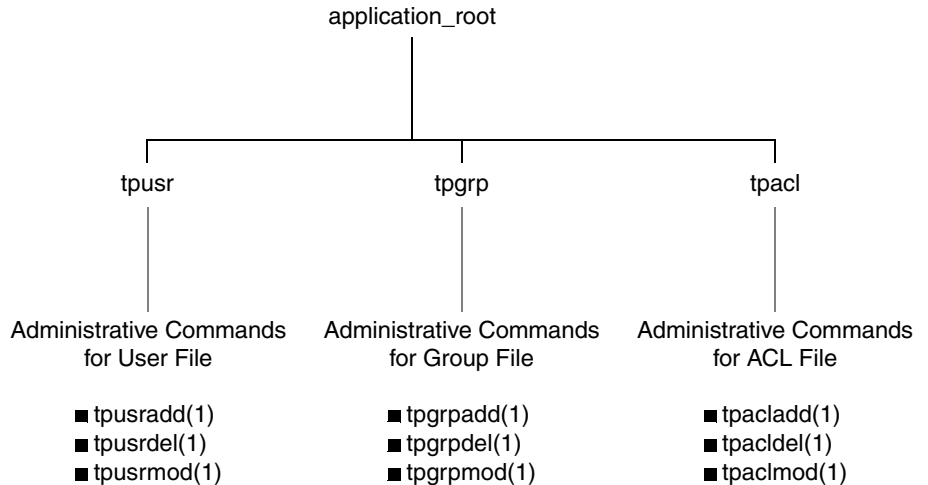 application_root
tpusr
tpgrp
tpacl
Administrative Commands
for User File
Administrative Commands
for Group File
Administrative Commands
for ACL File
■ tpusradd(1)
■ tpusrdel(1)
■ tpusrmod(1)
■ tpgrpadd(1)
■ tpgrpdel(1)
■ tpgrpmod(1)
■ tpacladd(1)
■ tpacldel(1)
■ tpaclmod(1)